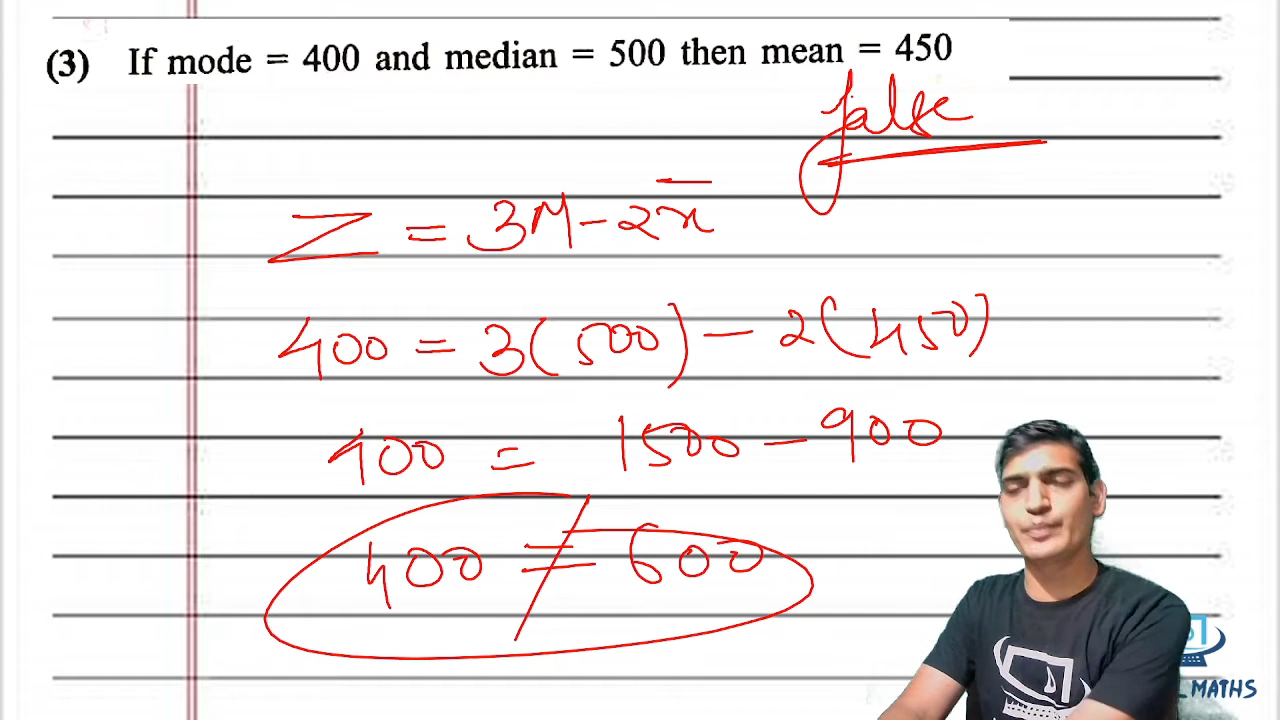 (3) If mode = 400 and median = 500 then mean = 450
false
Z = 3M - 2x̅
400 = 3(500) - 2(450)
400 = 1500 - 900
400 ≠ 600
MATHS